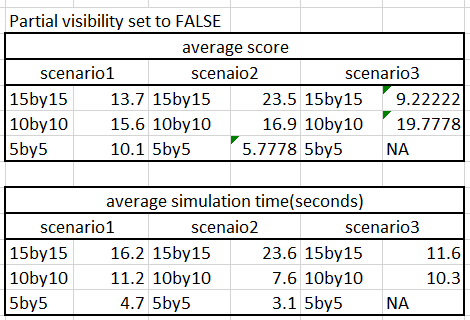 Partial visibility set to FALSE
average score
scenario1 scenaio2 scenario3
15by15 13.7 15by15 23.5 15by15 9.22222
10by10 15.6 10by10 16.9 10by10 19.7778
5by5 10.1 5by5 5.7778 5by5 NA
average simulation time(seconds)
scenario1 scenaio2 scenario3
15by15 16.2 15by15 23.6 15by15 11.6
10by10 11.2 10by10 7.6 10by10 10.3
5by5 4.7 5by5 3.1 5by5 NA